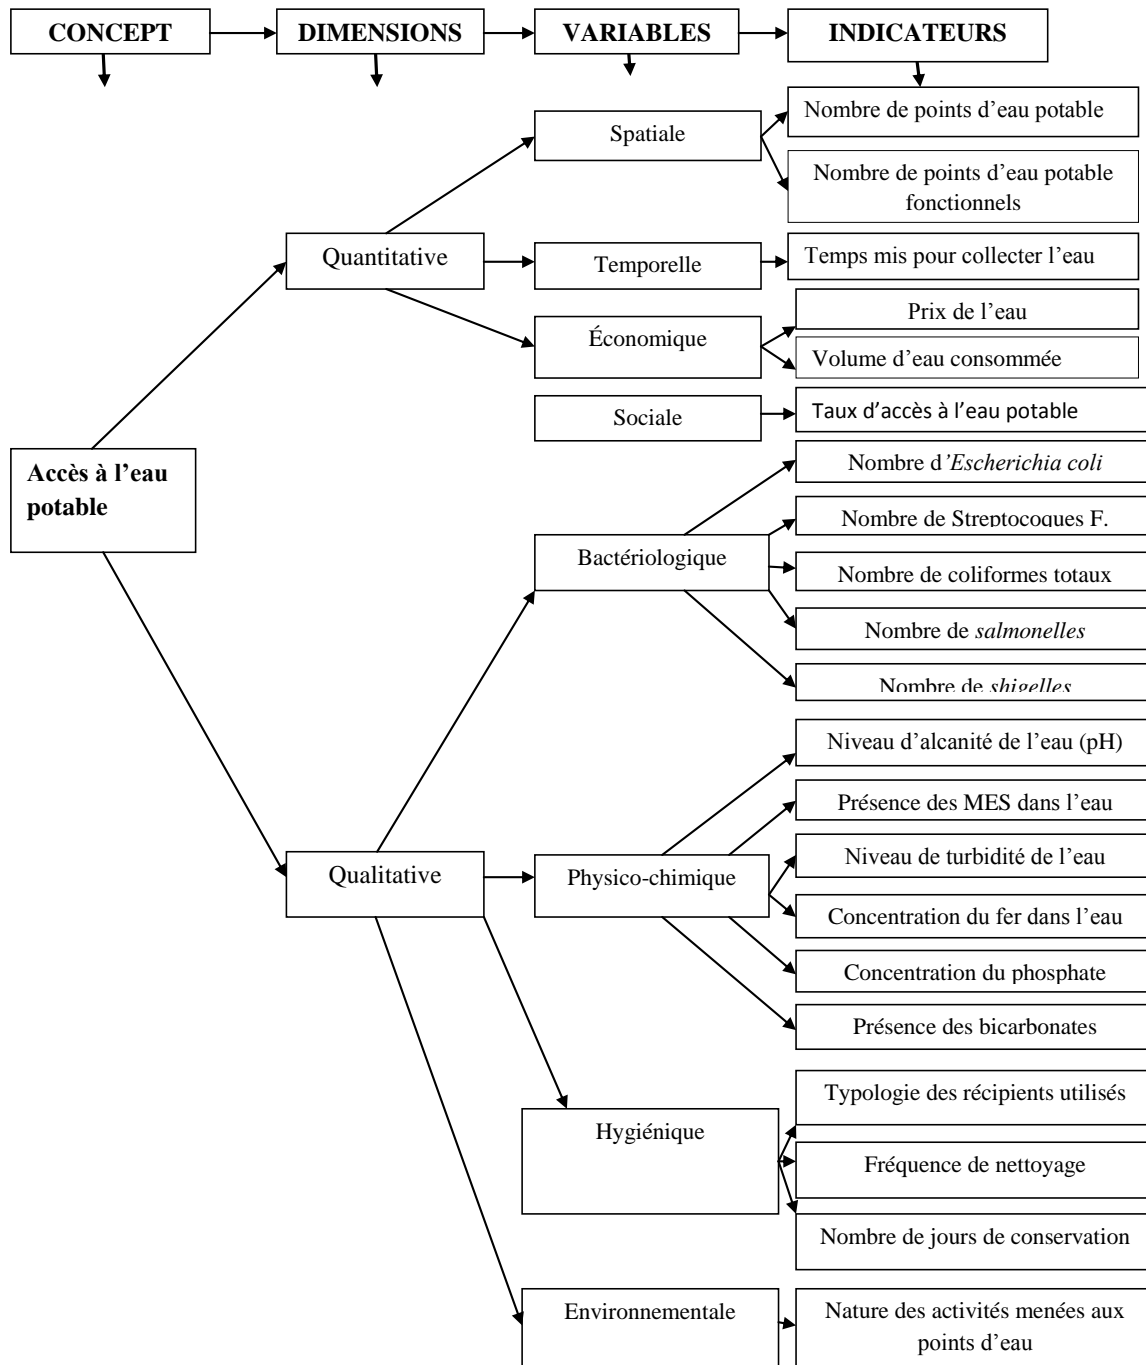 CONCEPT
DIMENSIONS
VARIABLES
INDICATEURS
Spatiale
Nombre de points d’eau potable
Nombre de points d’eau potable
fonctionnels
Quantitative
Temporelle
Temps mis pour collecter l’eau
Économique
Prix de l’eau
Volume d’eau consommée
Sociale
Taux d’accès à l’eau potable
Accès à l’eau
potable
Bactériologique
Nombre d’Escherichia coli
Nombre de Streptocoques F.
Nombre de coliformes totaux
Nombre de salmonelles
Nombre de shigelles
Qualitative
Physico-chimique
Niveau d’alcanité de l’eau (pH)
Présence des MES dans l’eau
Niveau de turbidité de l’eau
Concentration du fer dans l’eau
Concentration du phosphate
Présence des bicarbonates
Hygiénique
Typologie des récipients utilisés
Fréquence de nettoyage
Nombre de jours de conservation
Environnementale
Nature des activités menées aux
points d’eau